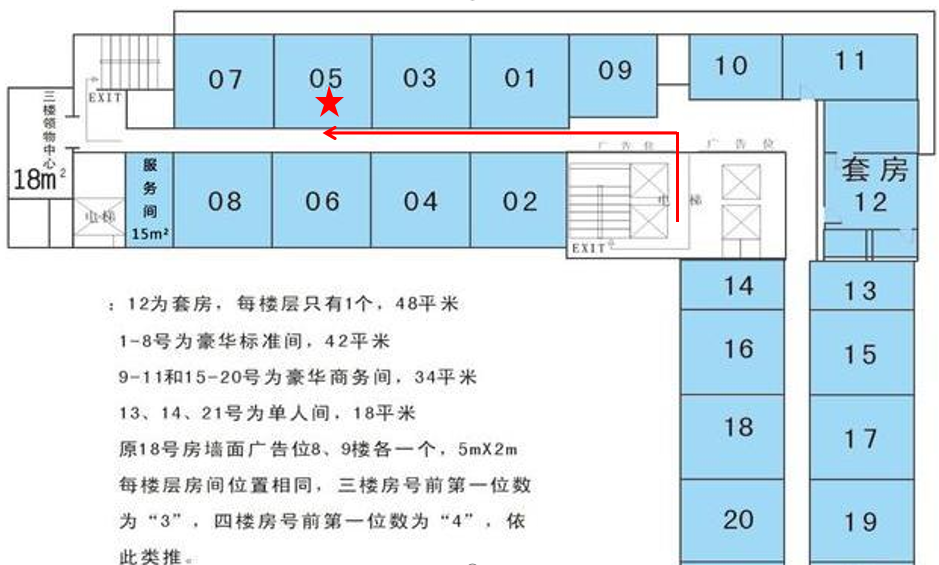 07
05
03
01
09
10
11
EXIT
三楼领物中心
18m²
广告位
广告位
套房
12
服务间
15m²
08
06
04
02
电梯
电梯
EXIT
14
13
16
15
18
17
20
19
：12为套房，每楼层只有1个，48平米
1-8号为豪华标准间，42平米
9-11和15-20号为豪华商务间，34平米
13、14、21号为单人间，18平米
原18号房墙面广告位8、9楼各一个，5mX2m
每楼层房间位置相同，三楼房号前第一位数
为“3”，四楼房号前第一位数为“4”，依
此类推。